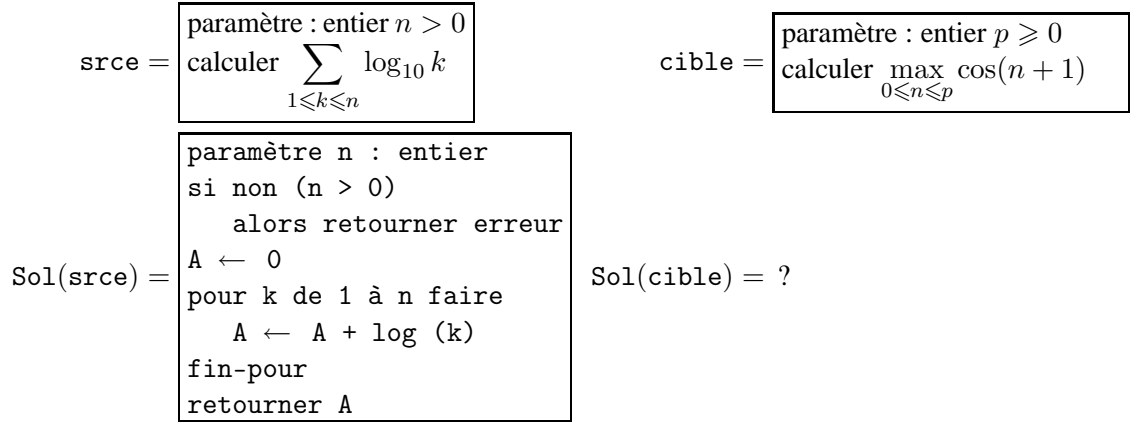 srce = paramètre : entier n > 0
calculer ∑ log₁₀ k
1⩽k⩽n
cible = paramètre : entier p ⩾ 0
calculer max cos(n + 1)
0⩽n⩽p
Sol(srce) = paramètre n : entier
si non (n > 0)
alors retourner erreur
A ← 0
pour k de 1 à n faire
A ← A + log (k)
fin-pour
retourner A
Sol(cible) = ?